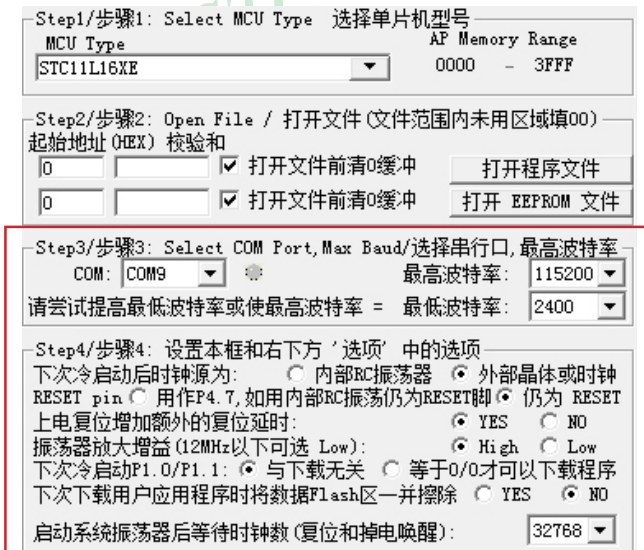 Step1/步骤1: Select MCU Type 选择单片机型号
MCU Type AP Memory Range
STC11L16XE 0000 - 3FFF
Step2/步骤2: Open File / 打开文件(文件范围内未用区域填00)
起始地址(HEX) 校验和
0 打开文件前清0缓冲 打开程序文件
0 打开文件前清0缓冲 打开 EEPROM 文件
Step3/步骤3: Select COM Port,Max Baud/选择串行口,最高波特率
COM: COM9 最高波特率: 115200
请尝试提高最低波特率或使最高波特率 = 最低波特率: 2400
Step4/步骤4: 设置本框和右下方 '选项' 中的选项
下次冷启动后时钟源为: 内部RC振荡器 外部晶体或时钟
RESET pin 用作P4.7,如用内部RC振荡仍为RESET脚 仍为 RESET
上电复位增加额外的复位延时: YES NO
振荡器放大增益(12MHz以下可选 Low): High Low
下次冷启动P1.0/P1.1: 与下载无关 等于0/0才可以下载程序
下次下载用户应用程序时将数据Flash区一并擦除 YES NO
启动系统振荡器后等待时钟数(复位和掉电唤醒): 32768